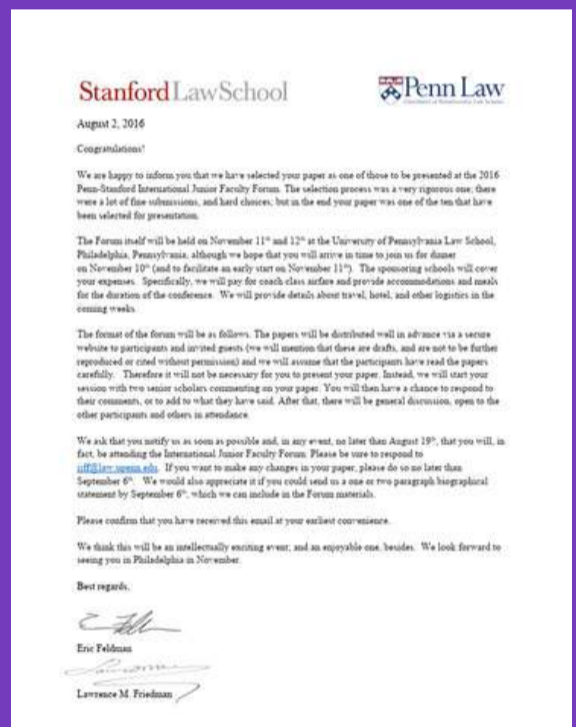 Stanford Law School
Penn Law
August 2, 2016
Congratulations!
We are happy to inform you that we have selected your paper as one of those to be presented at the 2016
Penn-Stanford International Junior Faculty Forum. The selection process was a very rigorous one; there
were a lot of fine submissions, and hard choices; but in the end your paper was one of the ten that have
been selected for presentation.
The Forum itself will be held on November 11th and 12th at the University of Pennsylvania Law School,
Philadelphia, Pennsylvania, although we hope that you will arrive in time to join us for dinner
on November 10th (and to facilitate an early start on November 11th). The sponsoring schools will cover
your expenses. Specifically, we will pay for coach class airfare and provide accommodations and meals
for the duration of the conference. We will provide details about travel, hotel, and other logistics in the
coming weeks.
The format of the forum will be as follows. The papers will be distributed well in advance via a secure
website to participants and invited guests (we will mention that these are drafts, and are not to be further
reproduced or cited without permission) and we will assume that the participants have read the papers
carefully. Therefore it will not be necessary for you to present your paper. Instead, we will start your
session with two senior scholars commenting on your paper. You will then have a chance to respond to
their comments, or to add to what they have said. After that, there will be general discussion, open to the
other participants and others in attendance.
We ask that you notify us as soon as possible and, in any event, no later than August 19th, that you will, in
fact, be attending the International Junior Faculty Forum. Please be sure to respond to
ijff@law.upenn.edu. If you want to make any changes in your paper, please do so no later than
September 6th. We would also appreciate it if you could send us a one or two paragraph biographical
statement by September 6th, which we can include in the Forum materials.
Please confirm that you have received this email at your earliest convenience.
We think this will be an intellectually exciting event; and an enjoyable one, besides. We look forward to
seeing you in Philadelphia in November.
Best regards,
Eric Feldman
Lawrence M. Friedman